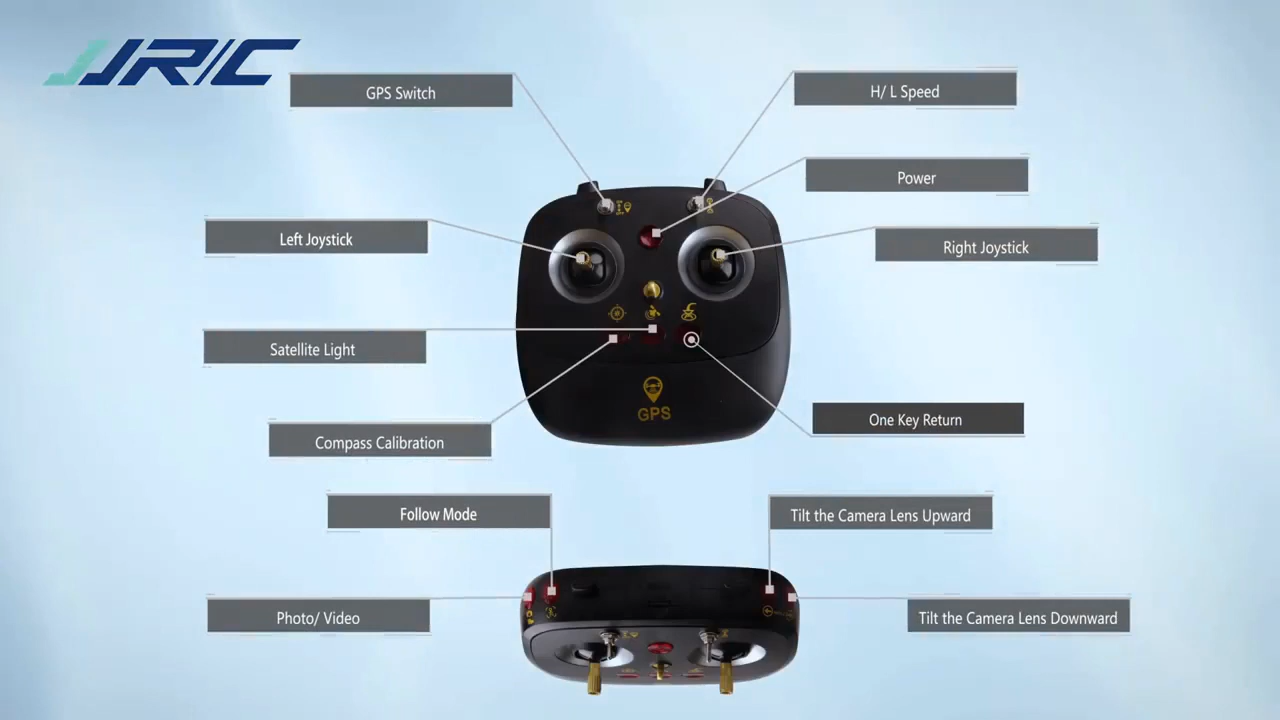 JJR/C
GPS Switch
H/ L Speed
Power
Left Joystick
Right Joystick
Satellite Light
One Key Return
GPS
Compass Calibration
Follow Mode
Tilt the Camera Lens Upward
Photo/ Video
Tilt the Camera Lens Downward